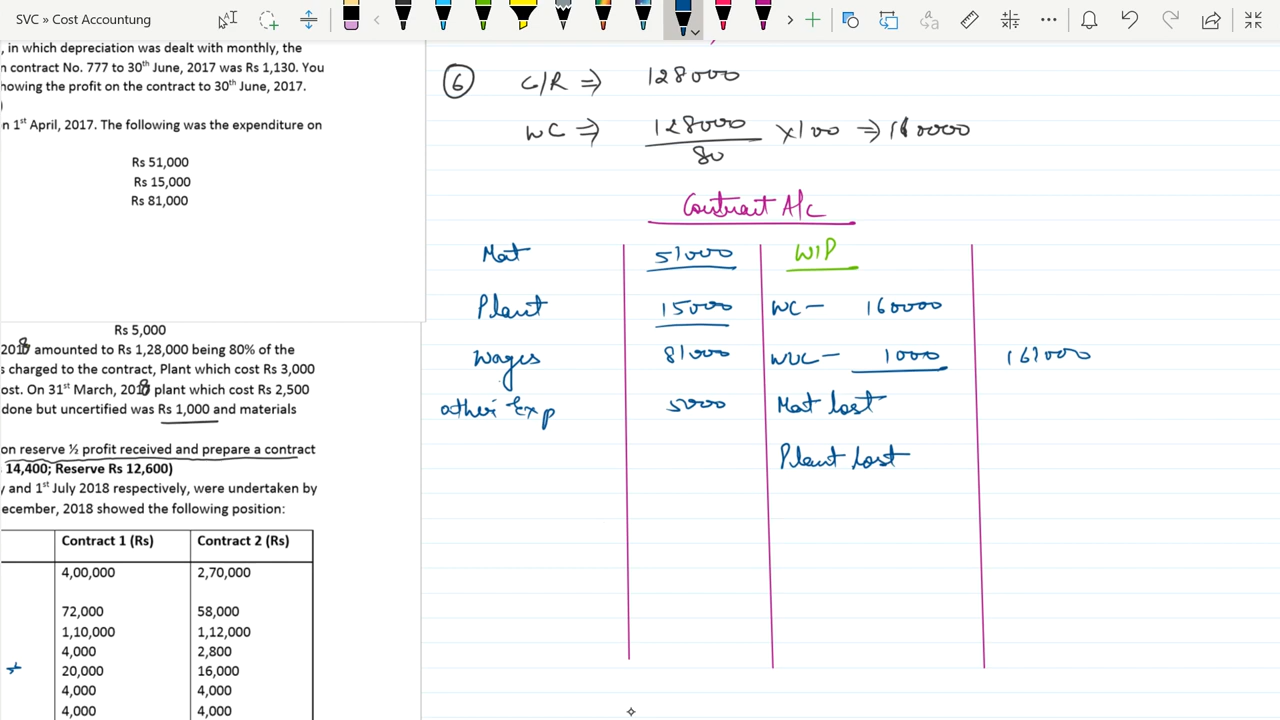 SVC » Cost Accountung
, in which depreciation was dealt with monthly, the
n contract No. 777 to 30th June, 2017 was Rs 1,130. You
howing the profit on the contract to 30th June, 2017.
)
n 1st April, 2017. The following was the expenditure on
Rs 51,000
Rs 15,000
Rs 81,000
Rs 5,000
2018 amounted to Rs 1,28,000 being 80% of the
s charged to the contract, Plant which cost Rs 3,000
ost. On 31st March, 2018 plant which cost Rs 2,500
done but uncertified was Rs 1,000 and materials
on reserve ½ profit received and prepare a contract
14,400; Reserve Rs 12,600)
y and 1st July 2018 respectively, were undertaken by
ecember, 2018 showed the following position:
Contract 1 (Rs) Contract 2 (Rs)
4,00,000 2,70,000
72,000 58,000
1,10,000 1,12,000
4,000 2,800
20,000 16,000
4,000 4,000
4,000 4,000
6 C/R ⇒ 128000
WC ⇒ 128000/80 ×100 ⇒ 160000
Contract A/c
Mat 51000 WIP
Plant 15000 WC – 160000
Wages 81000 WUC – 1000 161000
other Exp 5000 Mat lost
Plant lost